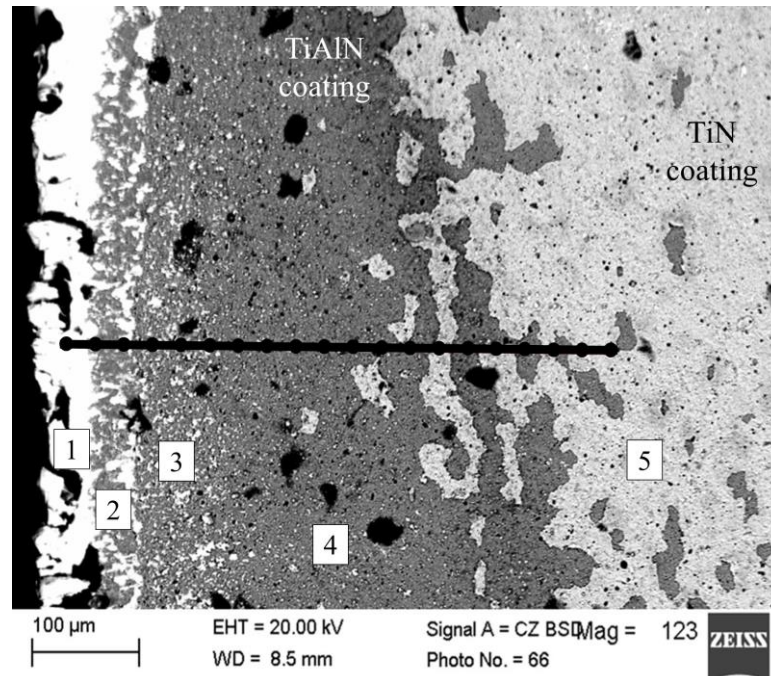 TiAlN
coating
TiN
coating
1
2
3
4
5
100 µm
EHT = 20.00 kV
WD = 8.5 mm
Signal A = CZ BSD
Photo No. = 66
Mag = 123
ZEISS